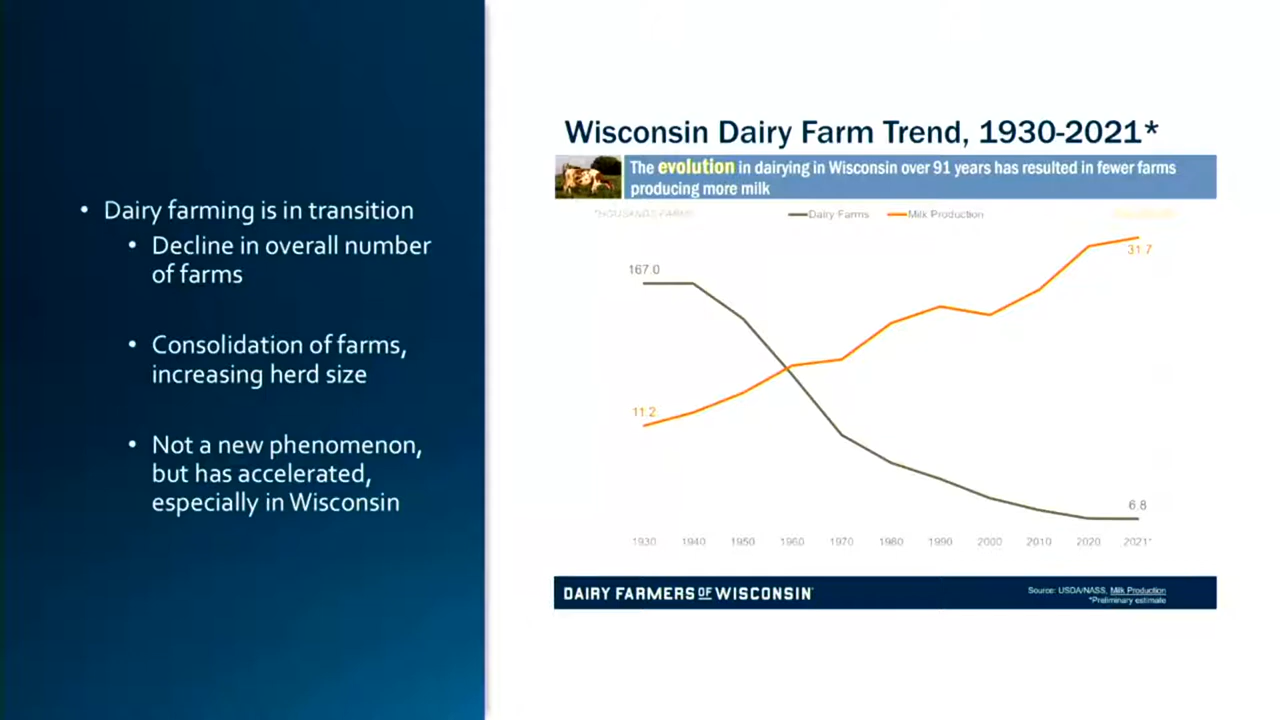 • Dairy farming is in transition
• Decline in overall number
of farms
• Consolidation of farms,
increasing herd size
• Not a new phenomenon,
but has accelerated,
especially in Wisconsin
Wisconsin Dairy Farm Trend, 1930-2021*
The evolution in dairying in Wisconsin over 91 years has resulted in fewer farms
producing more milk
THOUSANDS FARMS
Dairy Farms Milk Production
31.7
167.0
11.2
6.8
1930 1940 1950 1960 1970 1980 1990 2000 2010 2020 2021*
DAIRY FARMERS OF WISCONSIN
Source: USDA/NASS, Milk Production
*Preliminary estimate